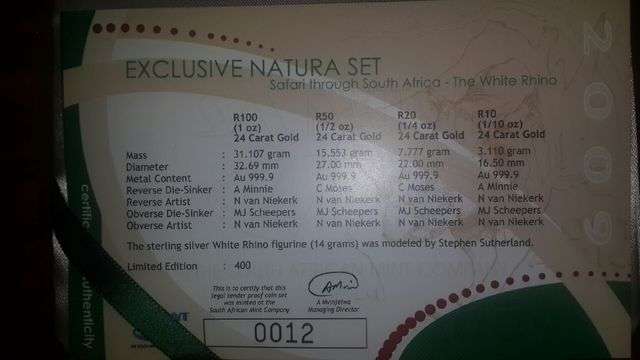 EXCLUSIVE NATURA SET
Safari through South Africa - The White Rhino
2009
R100 R50 R20 R10
(1 oz) (1/2 oz) (1/4 oz) (1/10 oz)
24 Carat Gold 24 Carat Gold 24 Carat Gold 24 Carat Gold
Mass : 31.107 gram 15.553 gram 7.777 gram 3.110 gram
Diameter : 32.69 mm 27.00 mm 22.00 mm 16.50 mm
Metal Content : Au 999.9 Au 999.9 Au 999.9 Au 999.9
Reverse Die-Sinker : A Minnie C Moses C Moses A Minnie
Reverse Artist : N van Niekerk N van Niekerk N van Niekerk N van Niekerk
Obverse Die-Sinker : MJ Scheepers MJ Scheepers MJ Scheepers MJ Scheepers
Obverse Artist : N van Niekerk N van Niekerk N van Niekerk N van Niekerk
The sterling silver White Rhino figurine (14 grams) was modeled by Stephen Sutherland.
Limited Edition : 400
This is to certify that this
legal tender proof coin set
was minted at the
South African Mint Company
A Mvinjelwa
Managing Director
0012